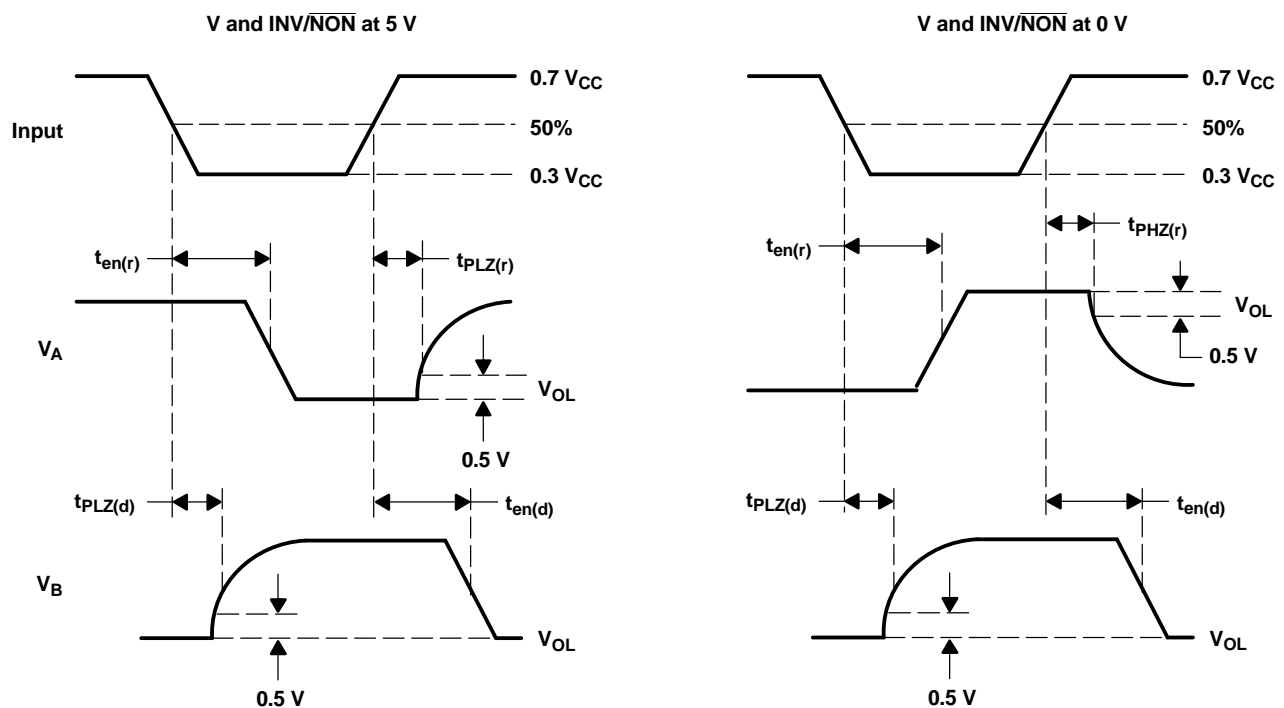 V and INV/NON at 5 V
Input
0.7 VCC
50%
0.3 VCC
ten(r)
tPLZ(r)
VA
VOL
0.5 V
tPLZ(d)
ten(d)
VB
VOL
0.5 V
V and INV/NON at 0 V
0.7 VCC
50%
0.3 VCC
ten(r)
tPHZ(r)
VOL
0.5 V
tPLZ(d)
ten(d)
VOL
0.5 V